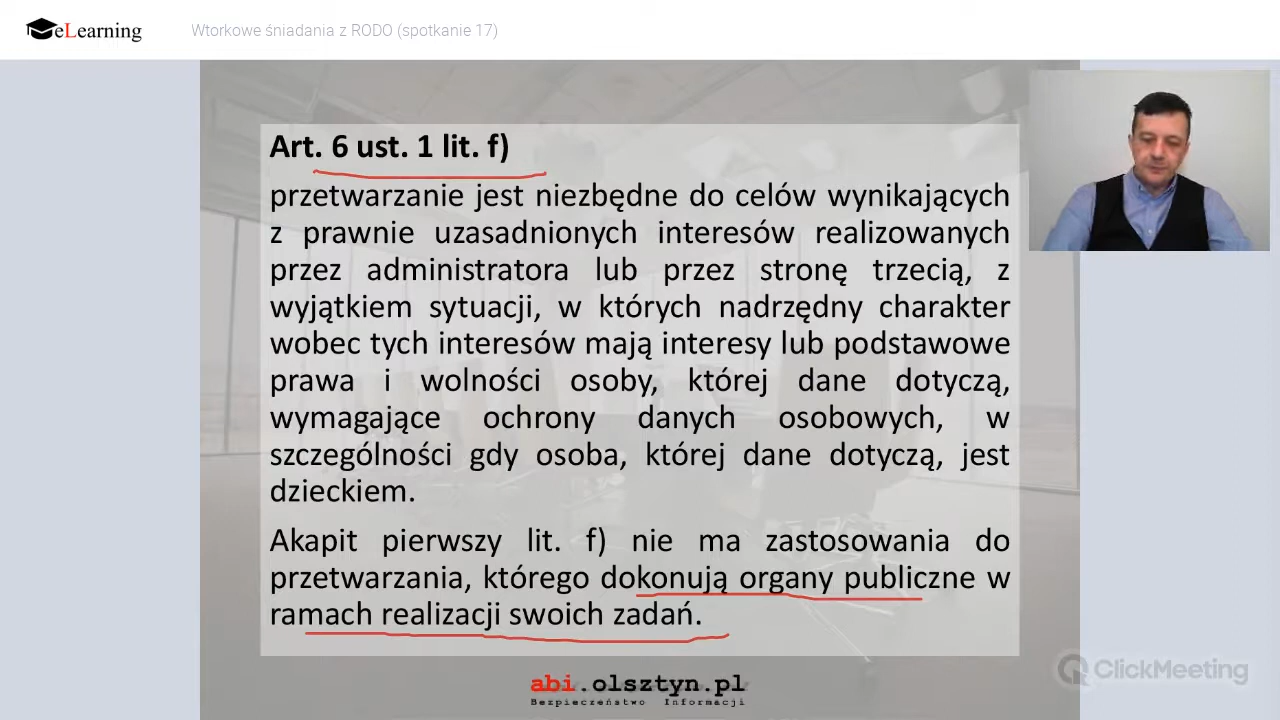 eLearning
Wtorkowe śniadania z RODO (spotkanie 17)
Art. 6 ust. 1 lit. f)
przetwarzanie jest niezbędne do celów wynikających
z prawnie uzasadnionych interesów realizowanych
przez administratora lub przez stronę trzecią, z
wyjątkiem sytuacji, w których nadrzędny charakter
wobec tych interesów mają interesy lub podstawowe
prawa i wolności osoby, której dane dotyczą,
wymagające ochrony danych osobowych, w
szczególności gdy osoba, której dane dotyczą, jest
dzieckiem.
Akapit pierwszy lit. f) nie ma zastosowania do
przetwarzania, którego dokonują organy publiczne w
ramach realizacji swoich zadań.
ClickMeeting
abi.olsztyn.pl
Bezpieczeństwo Informacji